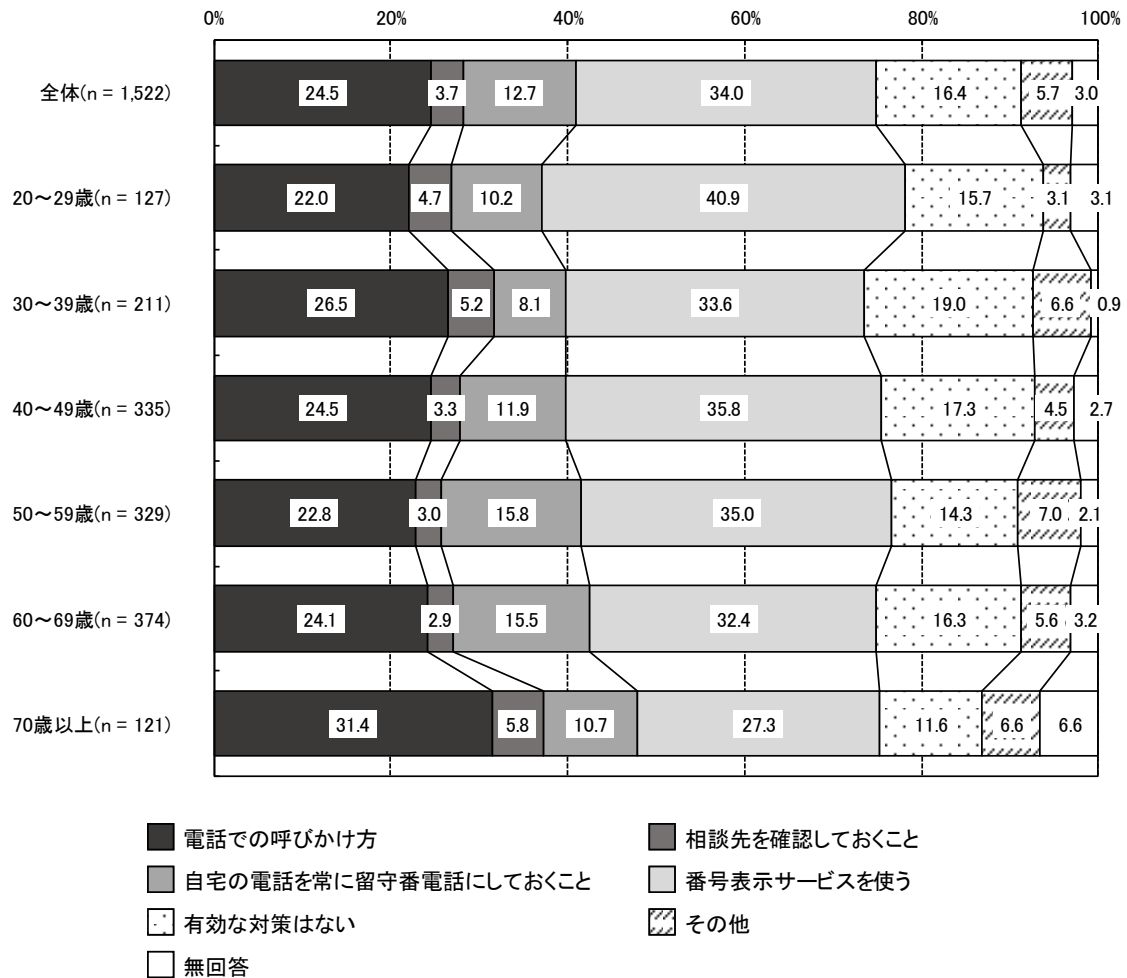 0% 20% 40% 60% 80% 100%
全体(n = 1,522) 24.5 3.7 12.7 34.0 16.4 5.7 3.0
20～29歳(n = 127) 22.0 4.7 10.2 40.9 15.7 3.1 3.1
30～39歳(n = 211) 26.5 5.2 8.1 33.6 19.0 6.6 0.9
40～49歳(n = 335) 24.5 3.3 11.9 35.8 17.3 4.5 2.7
50～59歳(n = 329) 22.8 3.0 15.8 35.0 14.3 7.0 2.1
60～69歳(n = 374) 24.1 2.9 15.5 32.4 16.3 5.6 3.2
70歳以上(n = 121) 31.4 5.8 10.7 27.3 11.6 6.6 6.6
電話での呼びかけ方 相談先を確認しておくこと
自宅の電話を常に留守番電話にしておくこと 番号表示サービスを使う
有効な対策はない その他
無回答